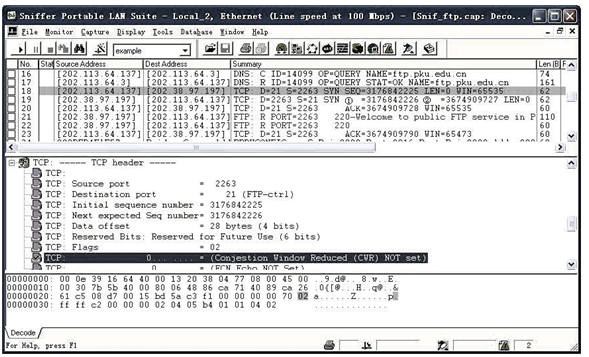 Sniffer Portable LAN Suite - Local_2, Ethernet (Line speed at 100 Mbps) - [Snif_ftp.cap: Deco...
File Monitor Capture Display Tools Database Window Help
example
No. Stat Source Address Dest Address Summary Len (B
16 [202.113.64.137] [202.113.64.3] DNS: C ID=14099 OP=QUERY NAME=ftp.pku.edu.cn 74
17 [202.113.64.3] [202.113.64.137] DNS: R ID=14099 OP=QUERY STAT=OK NAME=ftp.pku.edu 161
18 [202.113.64.137] [202.38.97.197] TCP: D=21 S=2263 SYN SEQ=3176842225 LEN=0 WIN=65535 62
19 [202.38.97.197] [202.113.64.137] TCP: D=2263 S=21 SYN ① =3176842226 ② =3674909727 LEN=0 62
20 [202.113.64.137] [202.38.97.197] TCP: D=21 S=2263 ACK=3674909728 WIN=65535 60
21 [202.38.97.197] [202.113.64.137] FTP: R PORT=2263 220-Welcome to public FTP service in P 110
22 [202.38.97.197] [202.113.64.137] FTP: R PORT=2263 220 60
23 [202.113.64.137] [202.38.97.197] TCP: D=21 S=2263 ACK=3674909790 WIN=65473 60
TCP: ----- TCP header -----
TCP:
TCP: Source port = 2263
TCP: Destination port = 21 (FTP-ctrl)
TCP: Initial sequence number = 3176842225
TCP: Next expected Seq number= 3176842226
TCP: Data offset = 28 bytes (4 bits)
TCP: Reserved Bits: Reserved for Future Use (6 bits)
TCP: Flags = 02
TCP: 0... .... = (Conjestion Window Reduced (CWR) NOT set)
TCP: (ECN Echo NOT Set)
00000000: 00 0e 39 16 64 40 00 13 20 38 04 77 08 00 45 00 ..9.d@.. 8.w..E.
00000010: 00 30 7b 5b 40 00 80 06 48 86 ca 71 40 89 ca 26 .0{[@...H..q@..&
00000020: 61 c5 08 d7 00 15 bd 5a c3 f1 00 00 00 00 70 02 a......Z......p
00000030: ff ff c2 00 00 00 02 04 05 b4 01 01 04 02
Decode
For Help, press F1
2